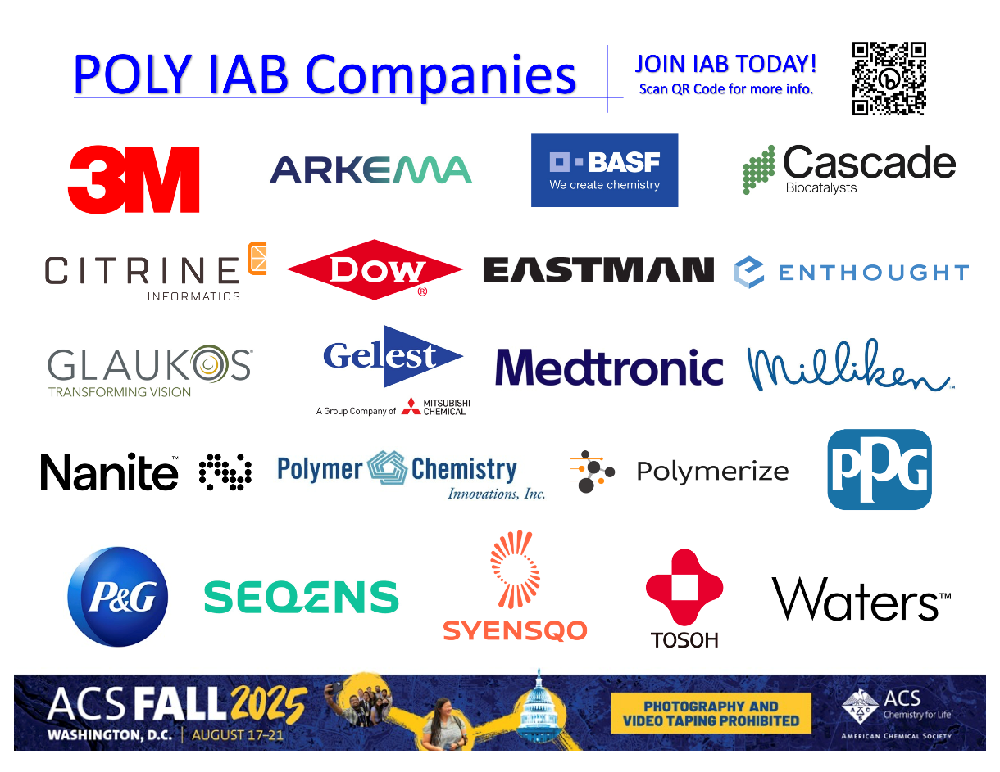 POLY IAB Companies
JOIN IAB TODAY!
Scan QR Code for more info.
3M
ARKEMA
BASF
We create chemistry
Cascade
Biocatalysts
CITRINE
INFORMATICS
Dow®
EASTMAN
ENTHOUGHT
GLAUKOS®
TRANSFORMING VISION
Gelest
A Group Company of MITSUBISHI CHEMICAL
Medtronic
Milliken™
Nanite™
Polymer Chemistry
Innovations, Inc.
Polymerize
PPG
P&G
SEQENS
SYENSQO
TOSOH
Waters™
ACS FALL 2025
WASHINGTON, D.C. | AUGUST 17–21
PHOTOGRAPHY AND
VIDEO TAPING PROHIBITED
ACS
Chemistry for Life®
AMERICAN CHEMICAL SOCIETY